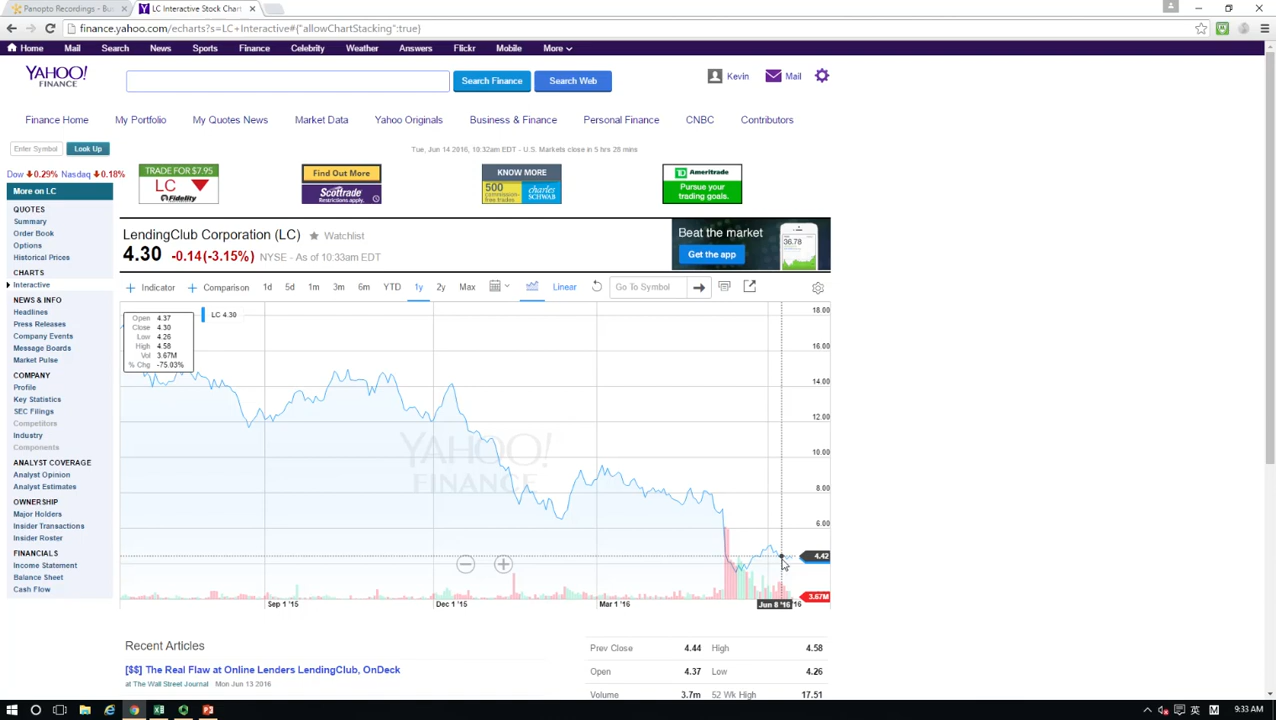 Panopto Recordings - Bus
LC Interactive Stock Chart
finance.yahoo.com/echarts?s=LC+Interactive#{"allowChartStacking":true}
Home Mail Search News Sports Finance Celebrity Weather Answers Flickr Mobile More
YAHOO!
FINANCE
Search Finance
Search Web
Kevin
Mail
Finance Home My Portfolio My Quotes News Market Data Yahoo Originals Business & Finance Personal Finance CNBC Contributors
Enter Symbol
Look Up
Tue, Jun 14 2016, 10:32am EDT - U.S. Markets close in 5 hrs 28 mins
Dow 0.29% Nasdaq 0.18%
TRADE FOR $7.95
LC
Fidelity
Find Out More
Scottrade
Restrictions apply.
KNOW MORE
500
commission-
free trades
charles
SCHWAB
TD Ameritrade
Pursue your
trading goals.
More on LC
QUOTES
Summary
Order Book
Options
Historical Prices
CHARTS
Interactive
NEWS & INFO
Headlines
Press Releases
Company Events
Message Boards
Market Pulse
COMPANY
Profile
Key Statistics
SEC Filings
Competitors
Industry
Components
ANALYST COVERAGE
Analyst Opinion
Analyst Estimates
OWNERSHIP
Major Holders
Insider Transactions
Insider Roster
FINANCIALS
Income Statement
Balance Sheet
Cash Flow
LendingClub Corporation (LC) Watchlist
4.30 -0.14(-3.15%) NYSE - As of 10:33am EDT
Beat the market
Get the app
36.78
Indicator Comparison 1d 5d 1m 3m 6m YTD 1y 2y Max Linear Go To Symbol
Open 4.37
Close 4.30
Low 4.26
High 4.58
Vol 3.67M
% Chg -75.03%
LC 4.30
18.00
16.00
14.00
12.00
10.00
8.00
6.00
4.42
3.67M
YAHOO!
FINANCE
Sep 1 '15
Dec 1 '15
Mar 1 '16
Jun 8 '16
16
Recent Articles
[$$] The Real Flaw at Online Lenders LendingClub, OnDeck
at The Wall Street Journal Mon Jun 13 2016
Prev Close 4.44 High 4.58
Open 4.37 Low 4.26
Volume 3.7m 52 Wk High 17.51
英
M
9:33 AM